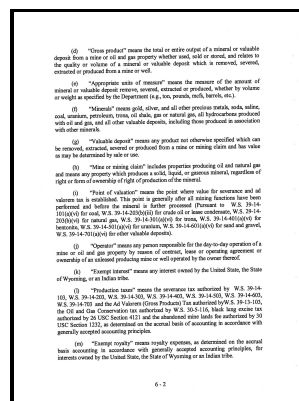 (d) "Gross product" means the total or entire output of a mineral or valuable
deposit from a mine or oil and gas property whether used, sold or stored, and relates to
the quality or volume of a mineral or valuable deposit which is removed, severed,
extracted or produced from a mine or well.
(e) "Appropriate units of measure" means the measure of the amount of
mineral or valuable deposit remove, severed, extracted or produced, whether by volume
or weight as specified by the Department (e.g., ton, pounds, mcfs, barrels, etc.).
(f) "Minerals" means gold, silver, and all other precious metals, soda, saline,
coal, uranium, petroleum, trona, oil shale, gas or natural gas, all hydrocarbons produced
with oil and gas, and all other valuable deposits, including those produced in association
with other minerals.
(g) "Valuable deposit" means any product not otherwise specified which can
be removed, extracted, severed or produced from a mine or mining claim and has value
as may be determined by sale or use.
(h) "Mine or mining claim" includes properties producing oil and natural gas
and means any property which produces a solid, liquid, or gaseous mineral, regardless of
right or form of ownership of right of production of the mineral.
(i) "Point of valuation" means the point where value for severance and ad
valorem tax is established. This point is generally after all mining functions have been
performed and before the mineral is further processed (Pursuant to W.S. 39-14-
101(a)(vi) for coal, W.S. 39-14-203(b)(iii) for crude oil or lease condensate, W.S. 29-14-
203(b)(vi) for natural gas, W.S. 39-14-301(a)(vi) for trona, W.S. 39-14-401(a)(vi) for
bentonite, W.S. 39-14-501(a)(vi) for uranium, W.S. 39-14-601(a)(vi) for sand and gravel,
W.S. 39-14-701(a)(vi) for other valuable deposits).
(j) "Operator" means any person responsible for the day-to-day operation of a
mine or oil and gas property by reason of contract, lease or operating agreement or
ownership of an unleased producing mine or well operated by the owner thereof.
(k) "Exempt interest" means any interest owned by the United State, the State
of Wyoming, or an Indian tribe.
(l) "Production taxes" means the severance tax authorized by W.S. 39-14-
103, W.S. 39-14-203, W.S. 39-14-303, W.S. 39-14-403, W.S. 39-14-503, W.S. 39-14-603,
W.S. 39-14-703 and the Ad Valorem (Gross Products) Tax authorized by W.S. 39-13-103,
the Oil and Gas Conservation tax authorized by W.S. 30-5-116, black lung excise tax
authorized by 26 USC Section 4121 and the abandoned mine lands fee authorized by 30
USC Section 1232, as determined on the accrual basis of accounting in accordance with
generally accepted accounting principles.
(m) "Exempt royalty" means royalty expenses, as determined on the accrual
basis accounting in accordance with generally accepted accounting principles, for
interests owned by the United State, the State of Wyoming or an Indian tribe.
6 - 2